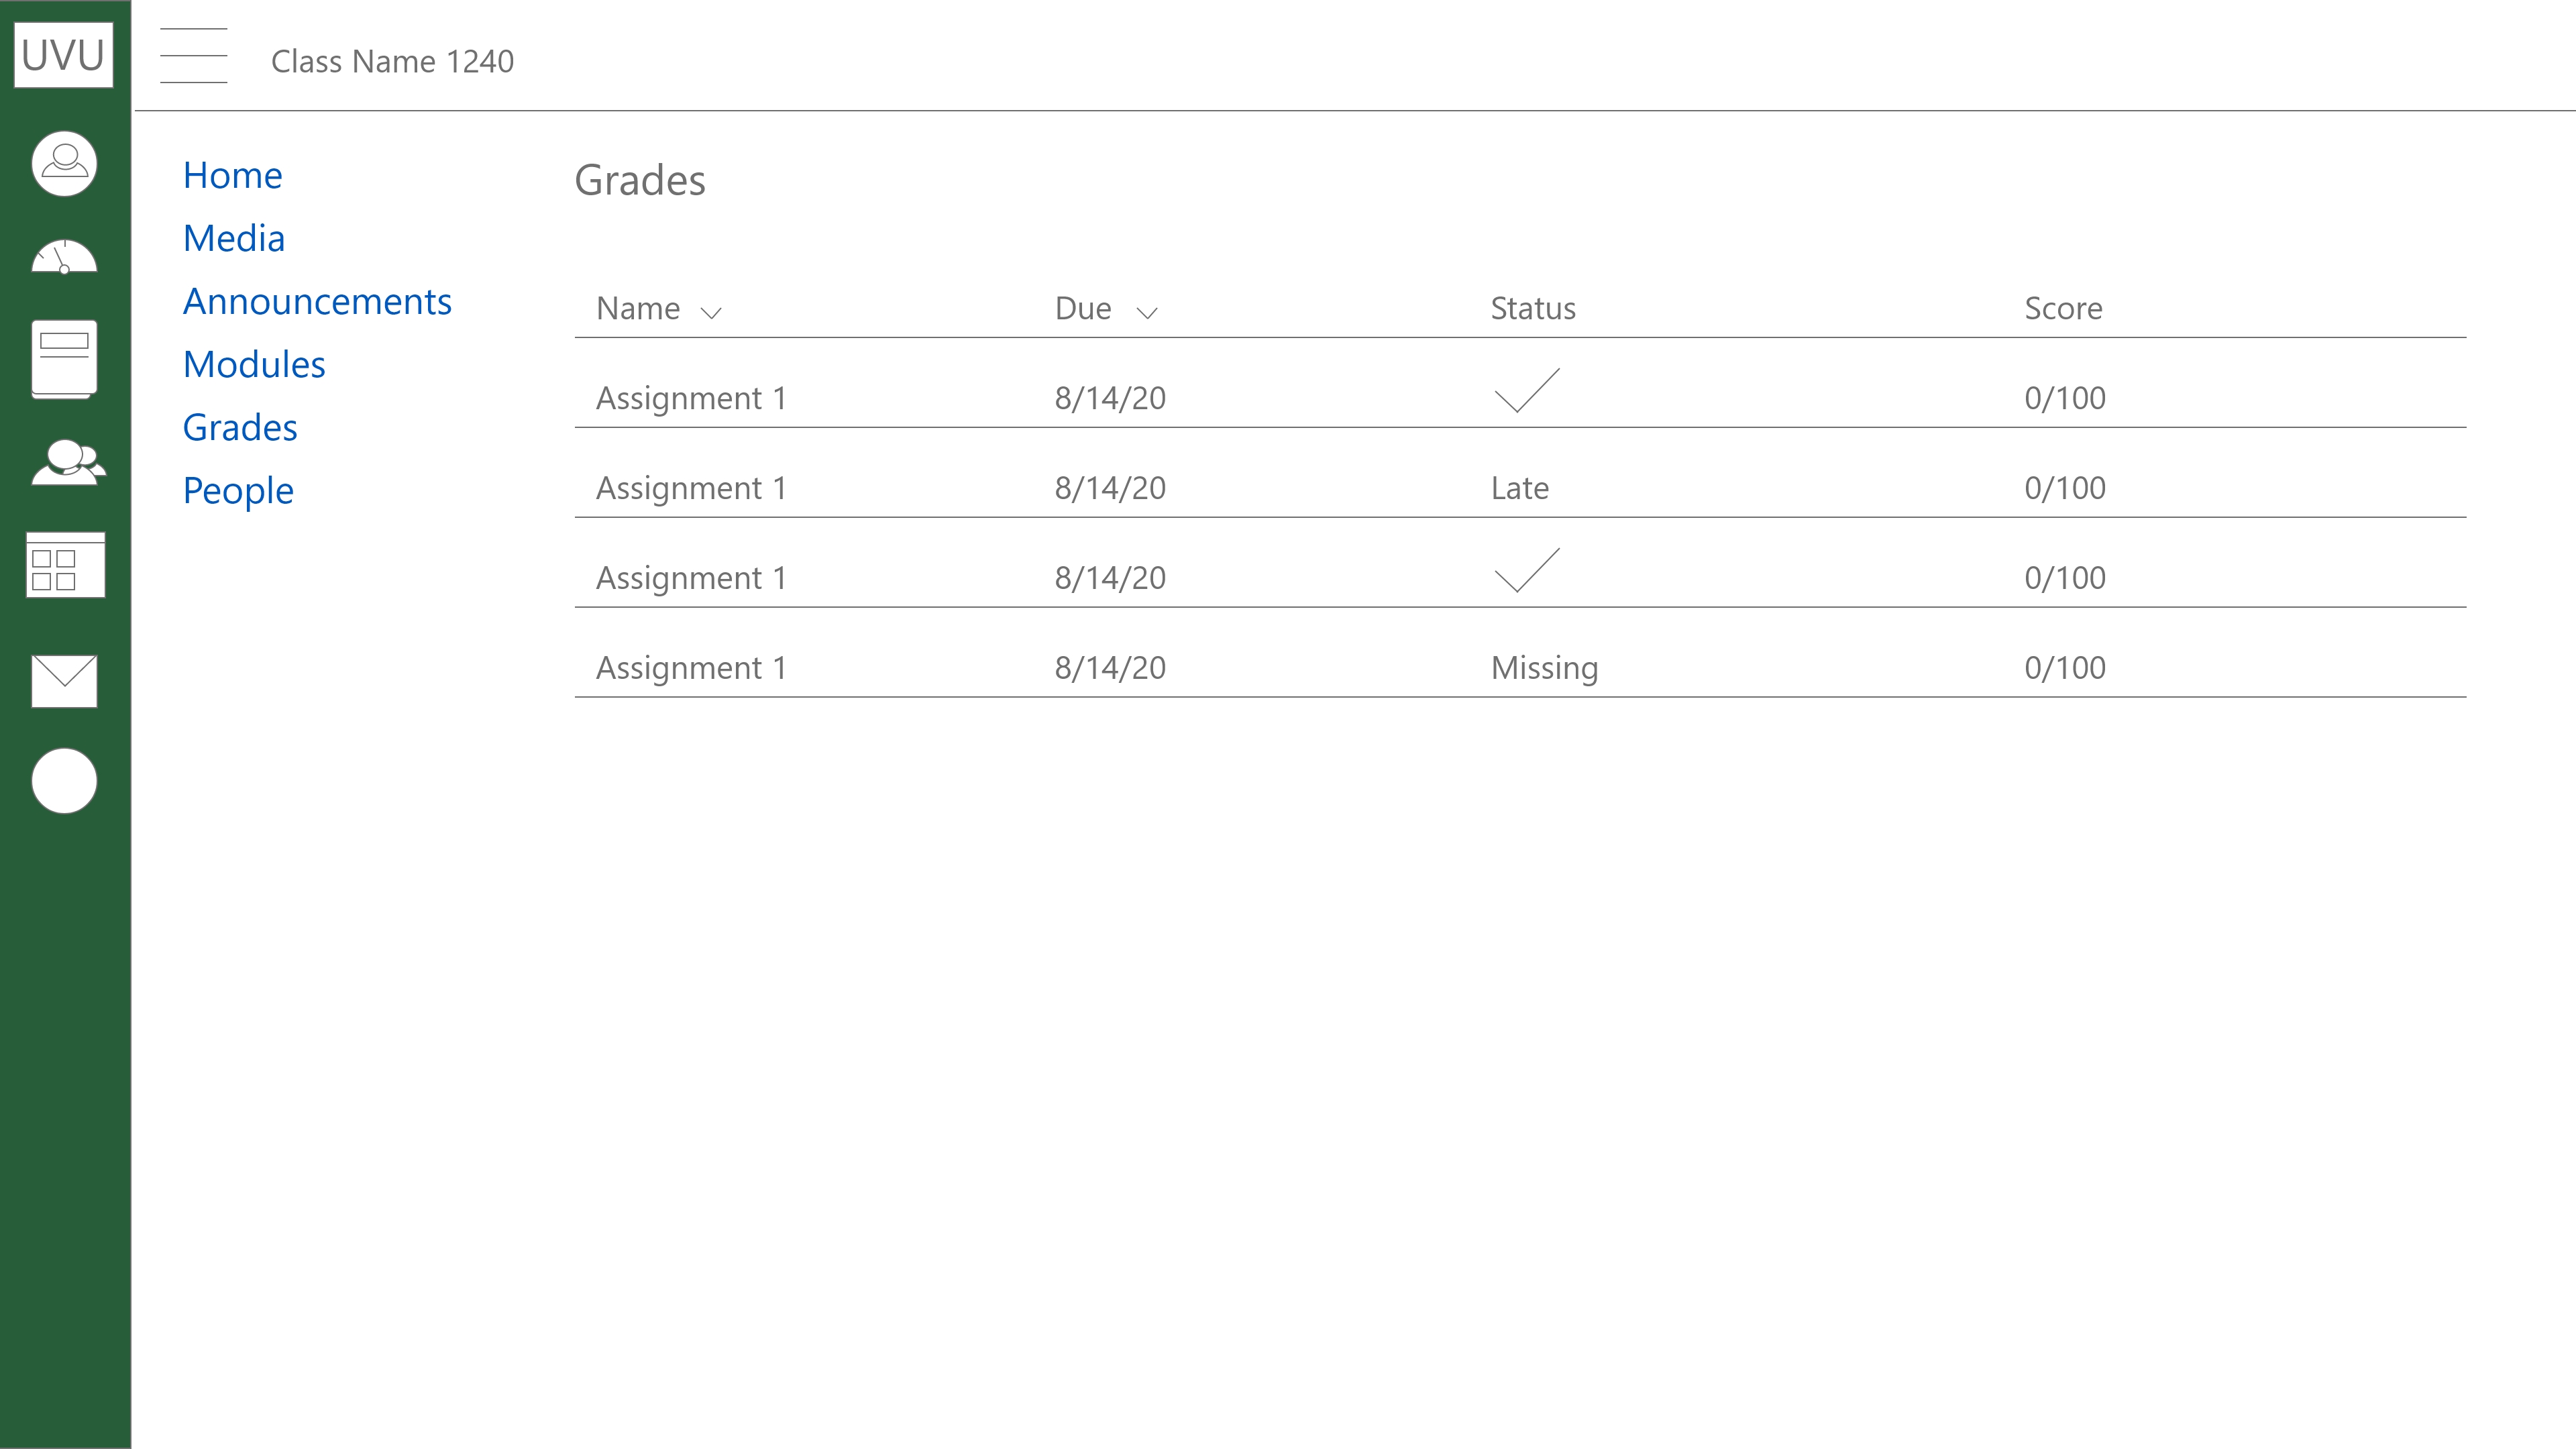 UVU
Class Name 1240
Home
Media
Announcements
Modules
Grades
People
Grades
Name Due Status Score
Assignment 1 8/14/20 0/100
Assignment 1 8/14/20 Late 0/100
Assignment 1 8/14/20 0/100
Assignment 1 8/14/20 Missing 0/100